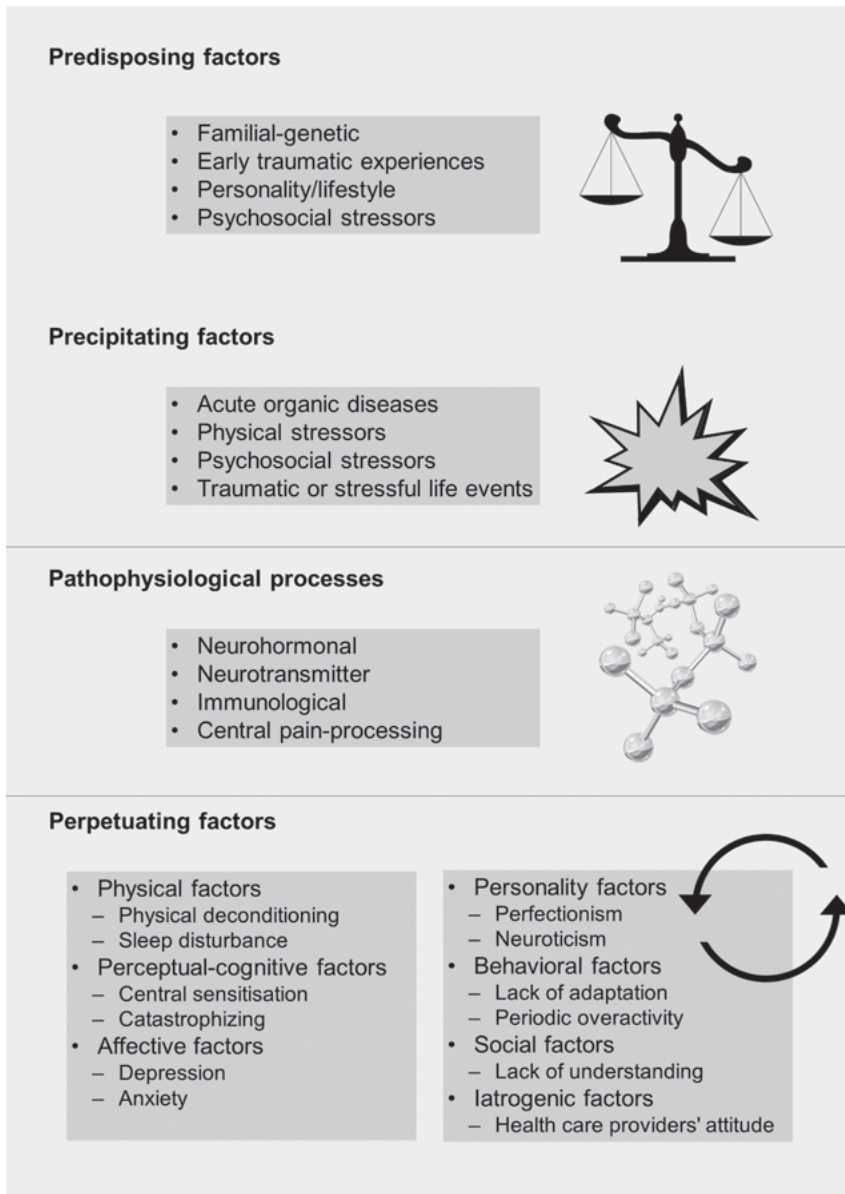 Predisposing factors
• Familial-genetic
• Early traumatic experiences
• Personality/lifestyle
• Psychosocial stressors
Precipitating factors
• Acute organic diseases
• Physical stressors
• Psychosocial stressors
• Traumatic or stressful life events
Pathophysiological processes
• Neurohormonal
• Neurotransmitter
• Immunological
• Central pain-processing
Perpetuating factors
• Physical factors
– Physical deconditioning
– Sleep disturbance
• Perceptual-cognitive factors
– Central sensitisation
– Catastrophizing
• Affective factors
– Depression
– Anxiety
• Personality factors
– Perfectionism
– Neuroticism
• Behavioral factors
– Lack of adaptation
– Periodic overactivity
• Social factors
– Lack of understanding
• Iatrogenic factors
– Health care providers' attitude